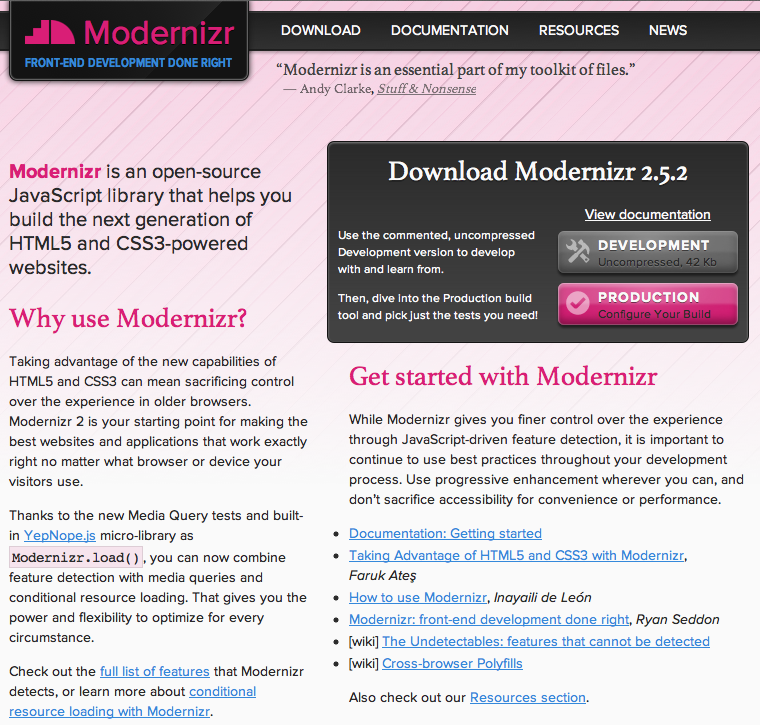 Modernizr
FRONT-END DEVELOPMENT DONE RIGHT
DOWNLOAD DOCUMENTATION RESOURCES NEWS
“Modernizr is an essential part of my toolkit of files.”
— Andy Clarke, Stuff & Nonsense
Modernizr is an open-source
JavaScript library that helps you
build the next generation of
HTML5 and CSS3-powered
websites.
Why use Modernizr?
Taking advantage of the new capabilities of
HTML5 and CSS3 can mean sacrificing control
over the experience in older browsers.
Modernizr 2 is your starting point for making the
best websites and applications that work exactly
right no matter what browser or device your
visitors use.
Thanks to the new Media Query tests and built-
in YepNope.js micro-library as
Modernizr.load(), you can now combine
feature detection with media queries and
conditional resource loading. That gives you the
power and flexibility to optimize for every
circumstance.
Check out the full list of features that Modernizr
detects, or learn more about conditional
resource loading with Modernizr.
Download Modernizr 2.5.2
View documentation
Use the commented, uncompressed
Development version to develop
with and learn from.
Then, dive into the Production build
tool and pick just the tests you need!
DEVELOPMENT
Uncompressed, 42 Kb
PRODUCTION
Configure Your Build
Get started with Modernizr
While Modernizr gives you finer control over the experience
through JavaScript-driven feature detection, it is important to
continue to use best practices throughout your development
process. Use progressive enhancement wherever you can, and
don’t sacrifice accessibility for convenience or performance.
• Documentation: Getting started
• Taking Advantage of HTML5 and CSS3 with Modernizr,
Faruk Ateş
• How to use Modernizr, Inayaili de León
• Modernizr: front-end development done right, Ryan Seddon
• [wiki] The Undetectables: features that cannot be detected
• [wiki] Cross-browser Polyfills
Also check out our Resources section.